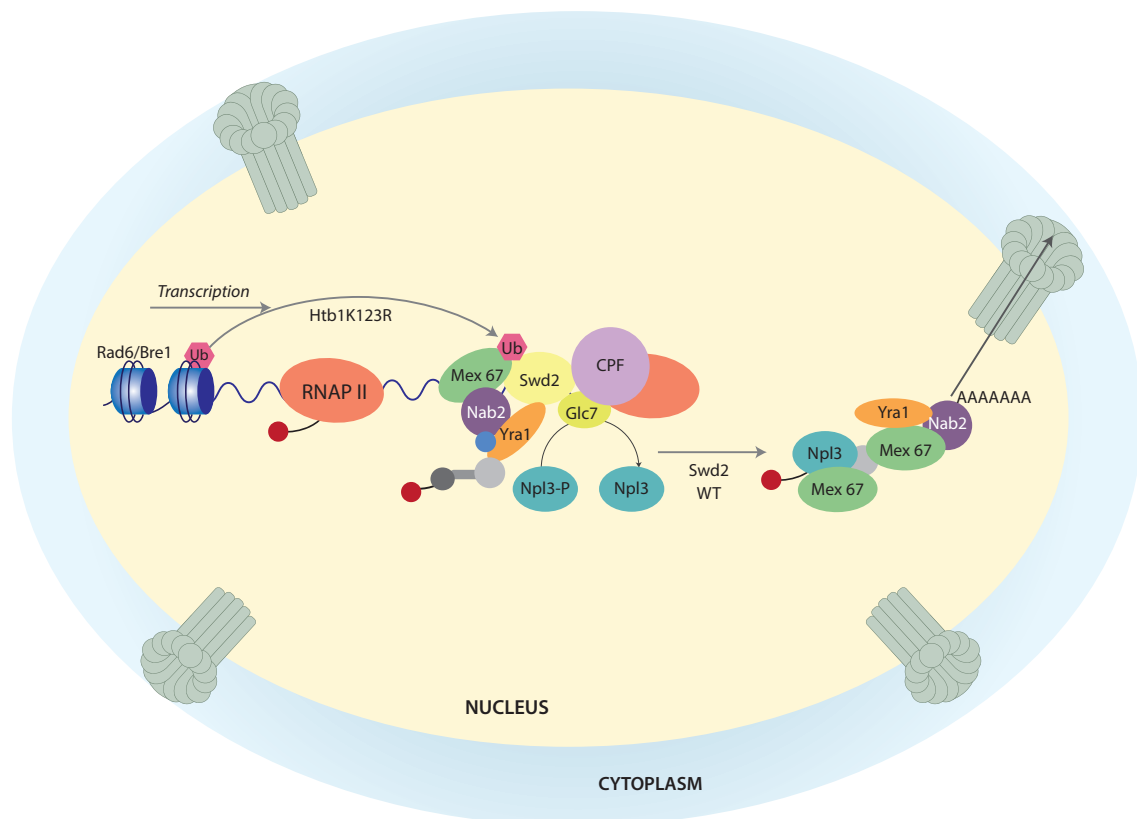 Transcription
Htb1K123R
Rad6/Bre1
Ub
Ub
RNAP II
Mex 67
Swd2
CPF
Nab2
Glc7
Yra1
Npl3-P
Npl3
Swd2
WT
AAAAAAA
Yra1
Nab2
Npl3
Mex 67
Mex 67
NUCLEUS
CYTOPLASM